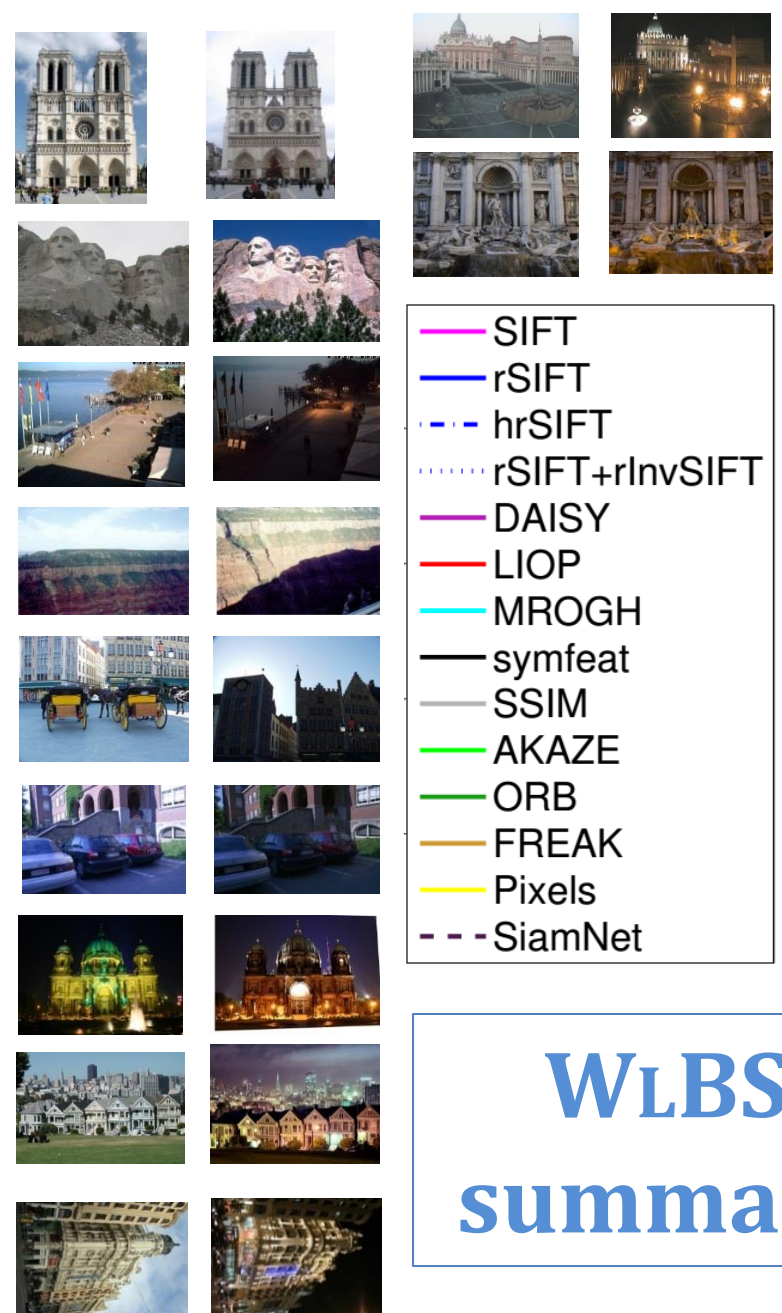 SIFT
rSIFT
hrSIFT
rSIFT+rInvSIFT
DAISY
LIOP
MROGH
symfeat
SSIM
AKAZE
ORB
FREAK
Pixels
SiamNet
WLBS
summa